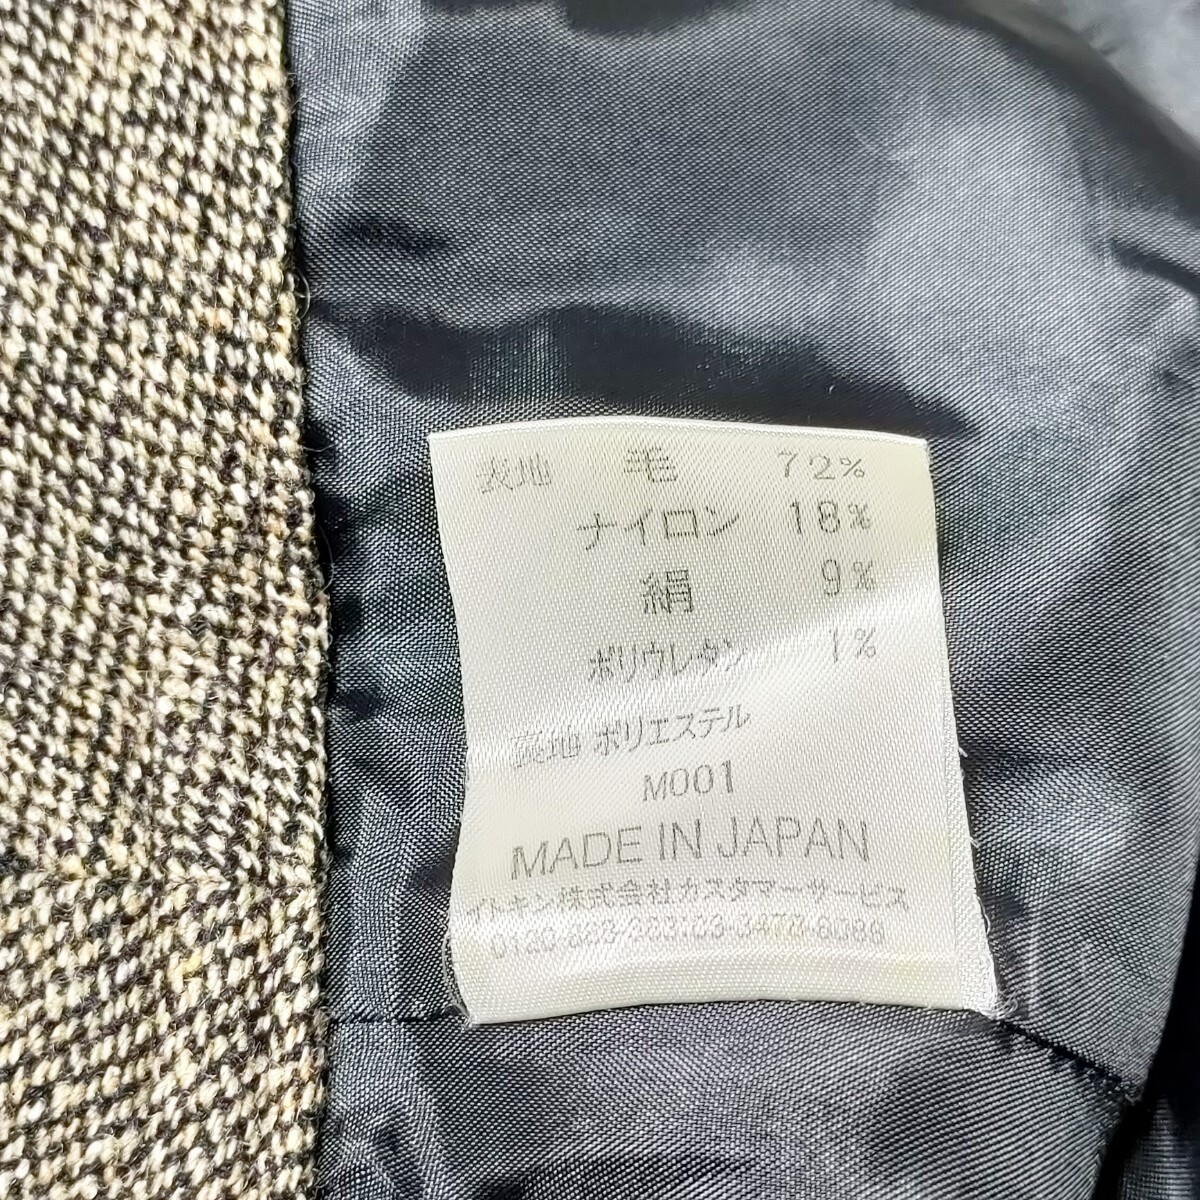 表地 毛 72%
ナイロン 18%
絹 9%
ポリウレタン 1%
裏地 ポリエステル
M001
MADE IN JAPAN
イトキン株式会社カスタマーサービス